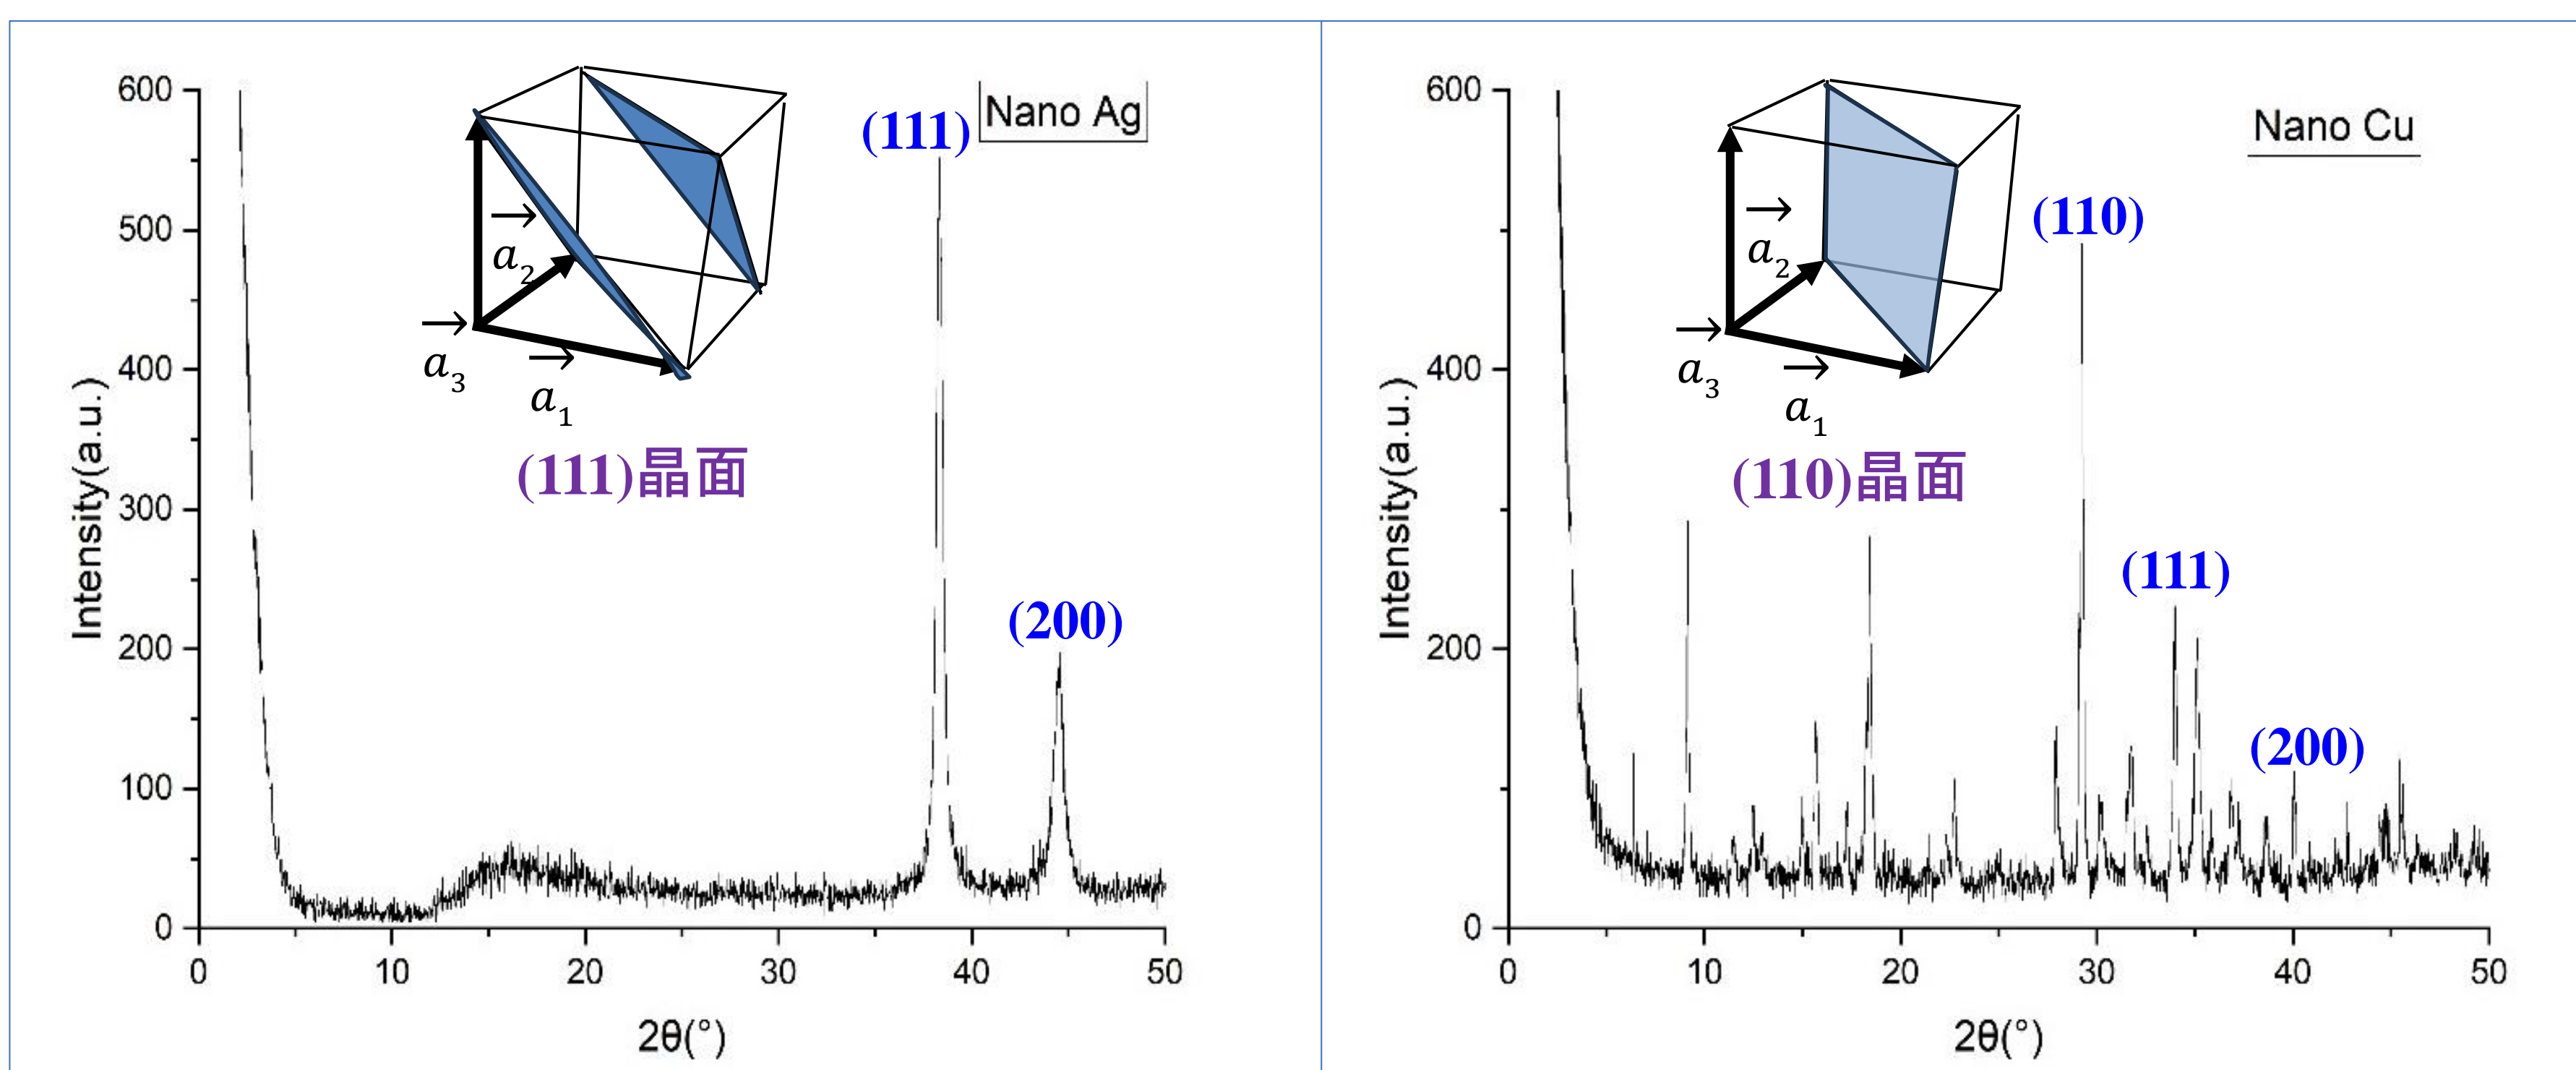 Nano Ag
(111)
(200)
a₂
a₃
a₁
(111)晶面
Intensity(a.u.)
600
500
400
300
200
100
0
0 10 20 30 40 50
2θ(°)
Nano Cu
(110)
(111)
(200)
a₂
a₃
a₁
(110)晶面
Intensity(a.u.)
600
400
200
0
0 10 20 30 40 50
2θ(°)